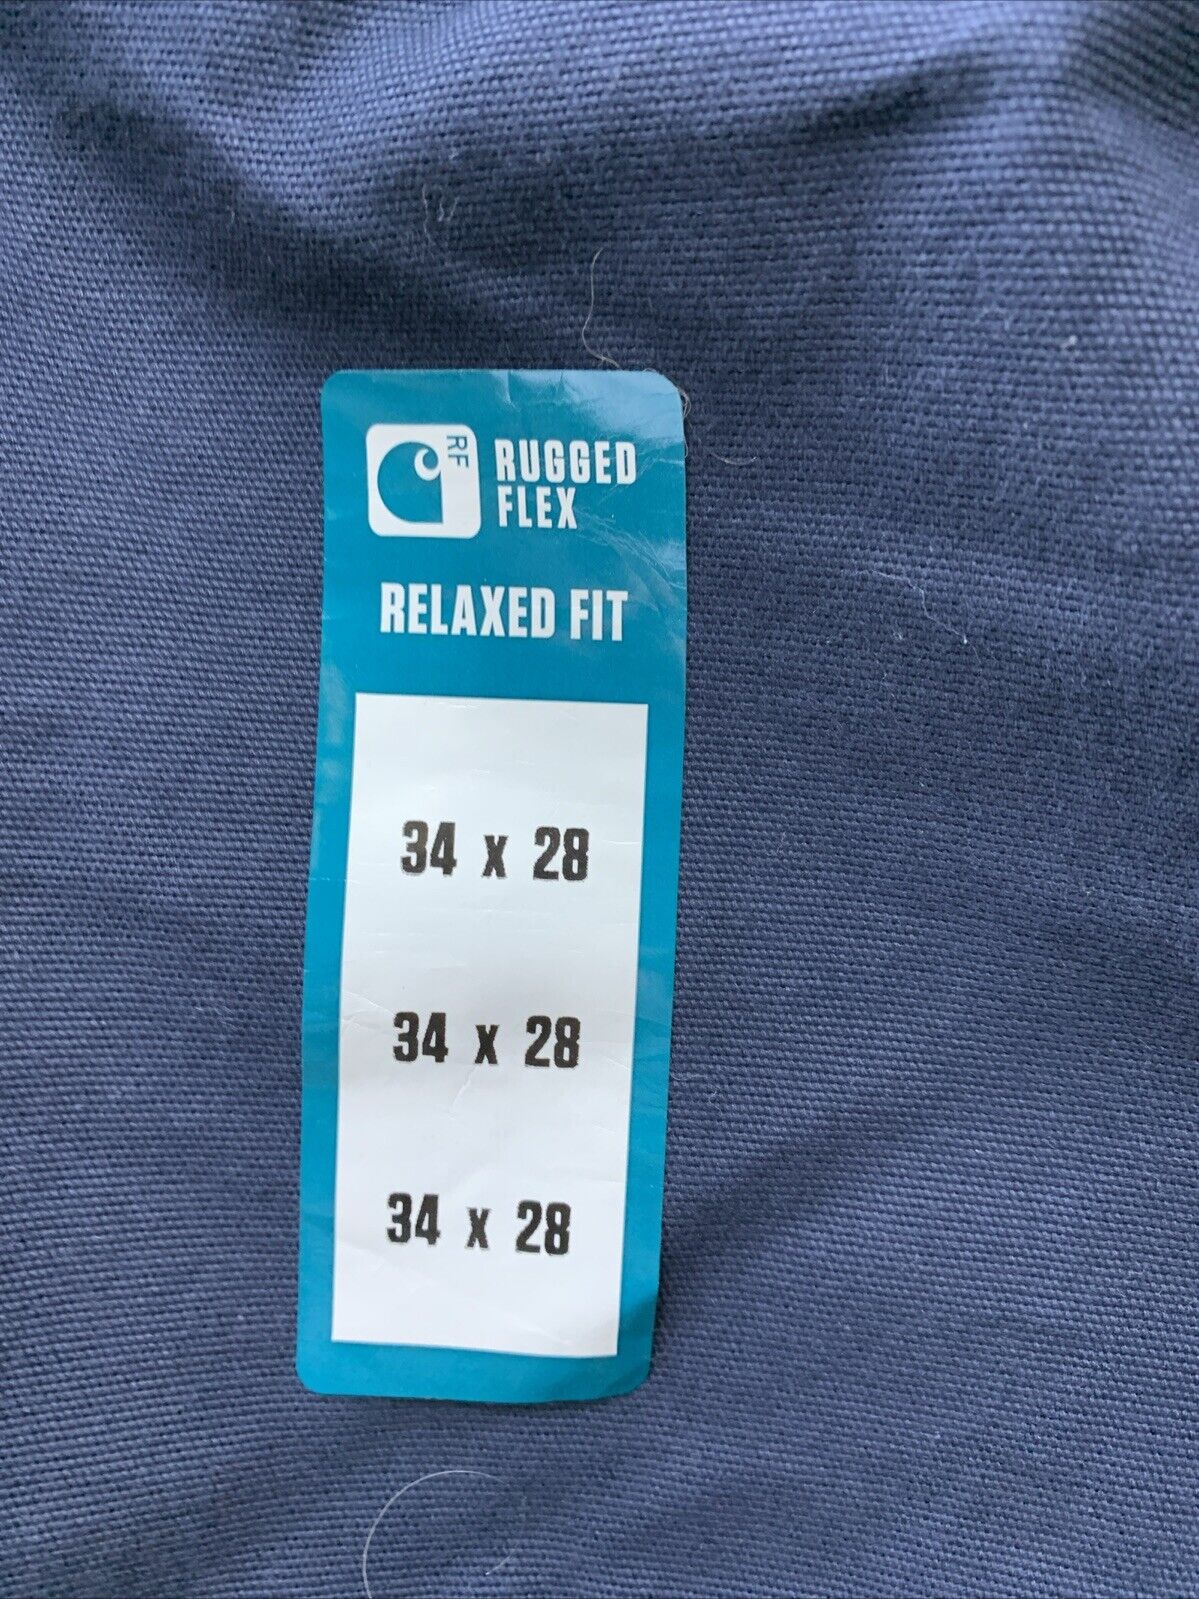 RF
RUGGED
FLEX
RELAXED FIT
34 x 28
34 x 28
34 x 28